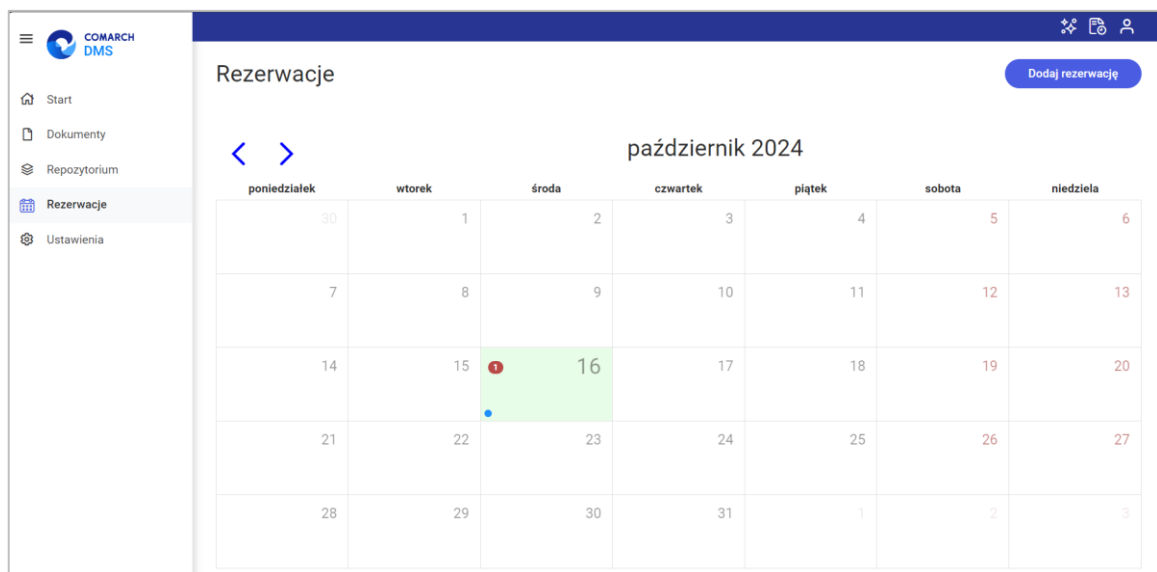 COMARCH
DMS
Start
Dokumenty
Repozytorium
Rezerwacje
Ustawienia
Rezerwacje
Dodaj rezerwację
październik 2024
poniedziałek wtorek środa czwartek piątek sobota niedziela
30 1 2 3 4 5 6
7 8 9 10 11 12 13
14 15 1 16 17 18 19 20
21 22 23 24 25 26 27
28 29 30 31 1 2 3